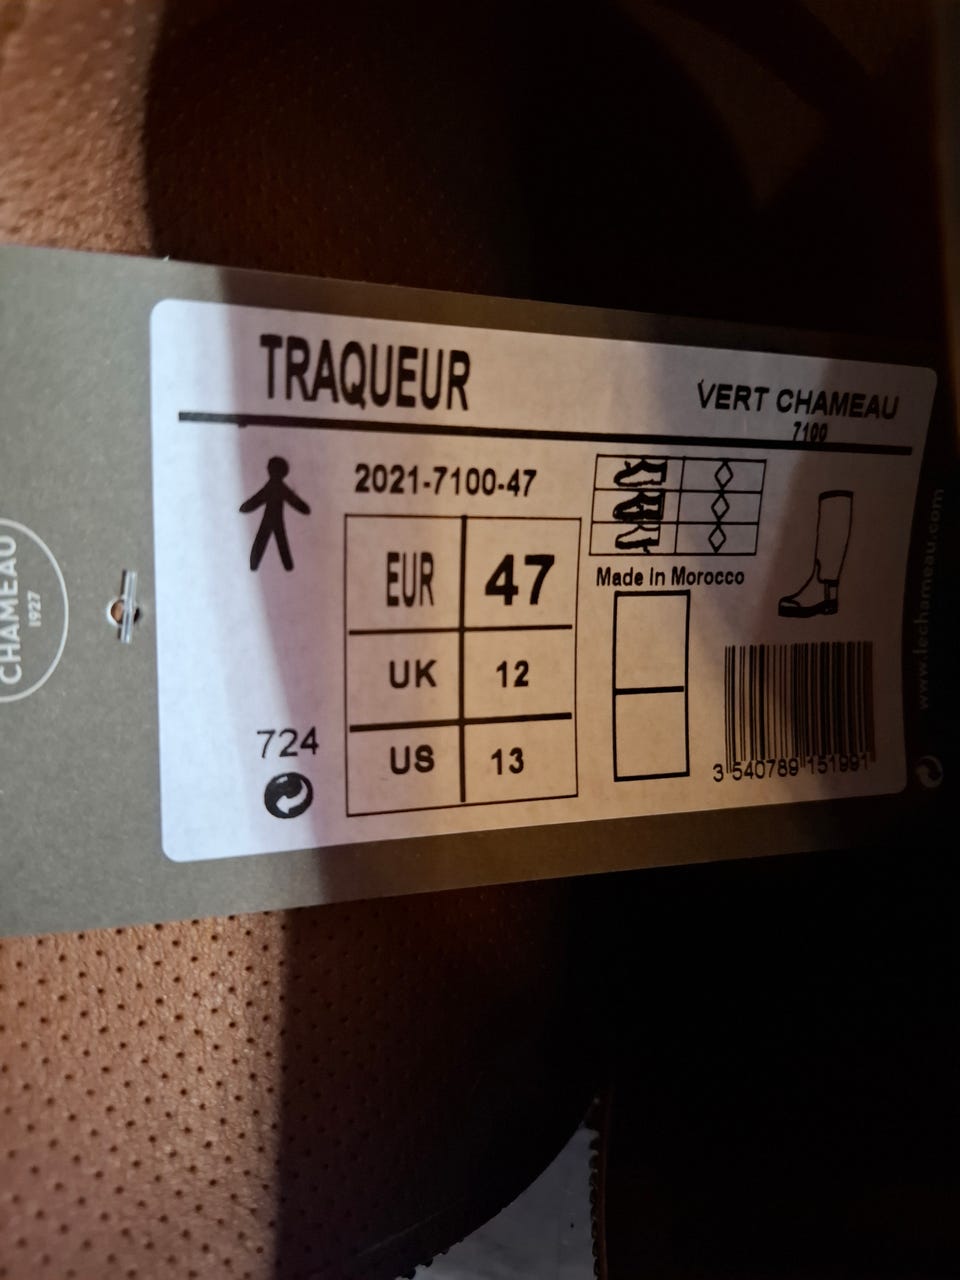 TRAQUEUR
VERT CHAMEAU
7100
2021-7100-47
EUR 47
UK 12
US 13
724
Made In Morocco
3 540789 151991
CHAMEAU
1927
www.lechameau.com